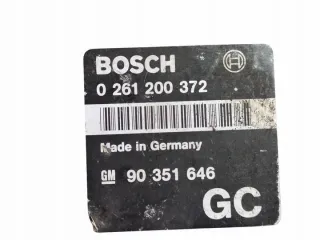 BOSCH
0 261 200 372
Made in Germany
GM 90 351 646
GC